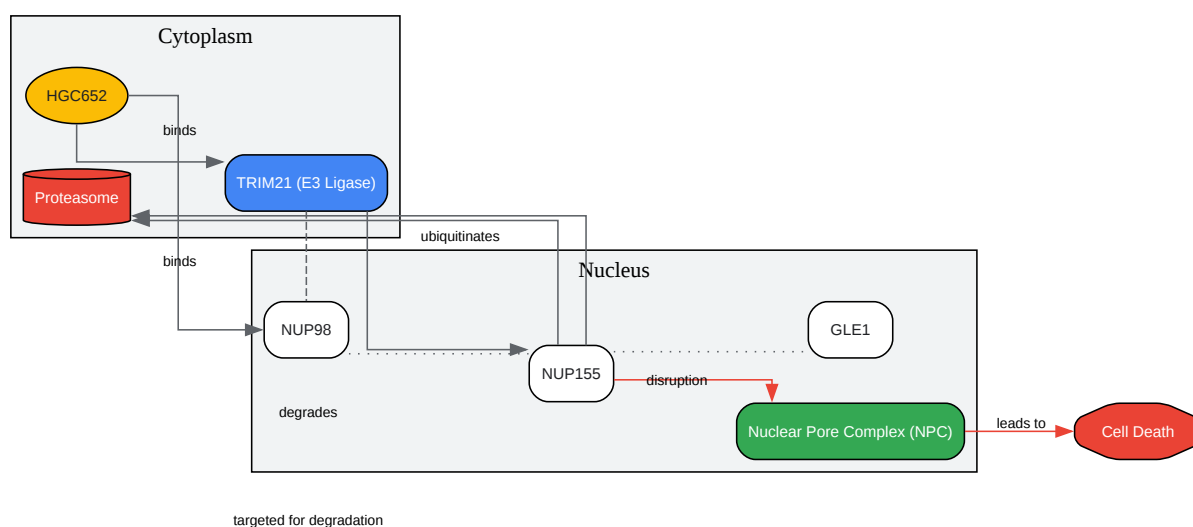 Cytoplasm
HGC652
binds
TRIM21 (E3 Ligase)
Proteasome
ubiquitinates
binds
Nucleus
NUP98
GLE1
NUP155
disruption
degrades
Nuclear Pore Complex (NPC)
leads to
Cell Death
targeted for degradation